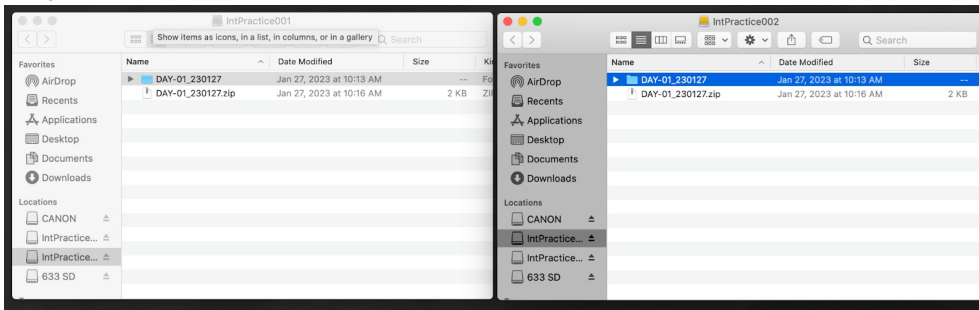 IntPractice001
Show items as icons, in a list, in columns, or in a gallery
Search
Favorites
AirDrop
Recents
Applications
Desktop
Documents
Downloads
Locations
CANON
IntPractice...
IntPractice...
633 SD
Name Date Modified Size
DAY-01_230127 Jan 27, 2023 at 10:13 AM --
DAY-01_230127.zip Jan 27, 2023 at 10:16 AM 2 KB
IntPractice002
Search
Favorites
AirDrop
Recents
Applications
Desktop
Documents
Downloads
Locations
CANON
IntPractice...
IntPractice...
633 SD
Name Date Modified Size
DAY-01_230127 Jan 27, 2023 at 10:13 AM --
DAY-01_230127.zip Jan 27, 2023 at 10:16 AM 2 KB